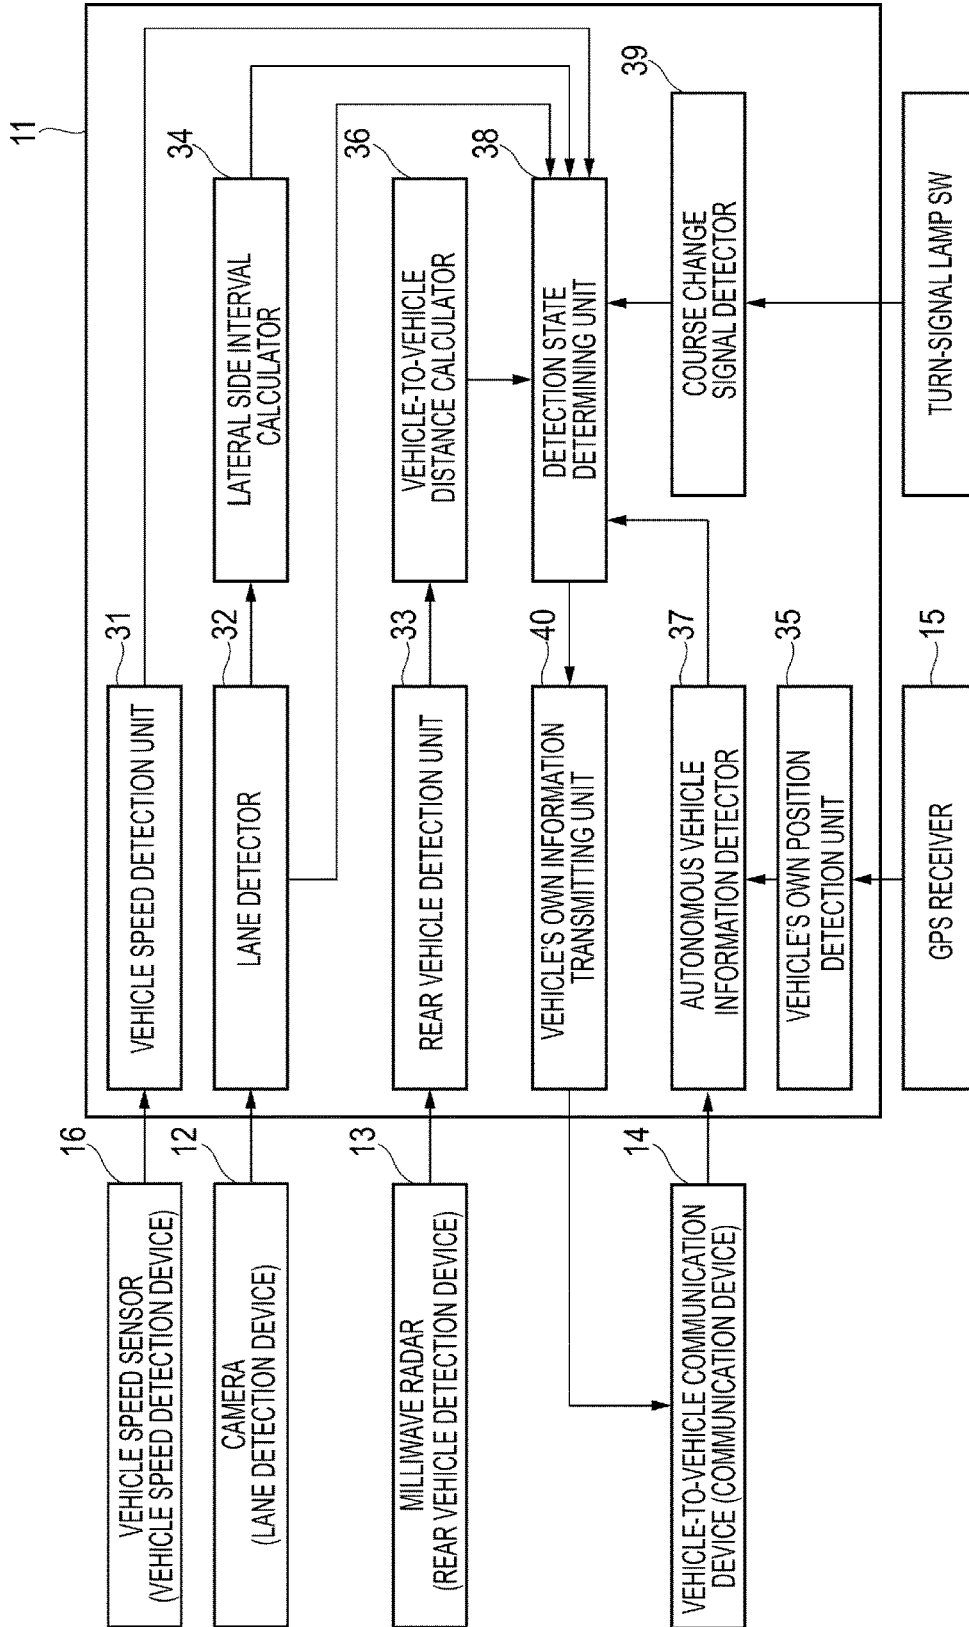 11
16
VEHICLE SPEED SENSOR
(VEHICLE SPEED DETECTION DEVICE)
31
VEHICLE SPEED DETECTION UNIT
12
CAMERA
(LANE DETECTION DEVICE)
32
LANE DETECTOR
34
LATERAL SIDE INTERVAL
CALCULATOR
13
MILLIWAVE RADAR
(REAR VEHICLE DETECTION DEVICE)
33
REAR VEHICLE DETECTION UNIT
36
VEHICLE-TO-VEHICLE
DISTANCE CALCULATOR
40
VEHICLE'S OWN INFORMATION
TRANSMITTING UNIT
38
DETECTION STATE
DETERMINING UNIT
14
VEHICLE-TO-VEHICLE COMMUNICATION
DEVICE (COMMUNICATION DEVICE)
37
AUTONOMOUS VEHICLE
INFORMATION DETECTOR
39
COURSE CHANGE
SIGNAL DETECTOR
35
VEHICLE'S OWN POSITION
DETECTION UNIT
15
GPS RECEIVER
TURN-SIGNAL LAMP SW